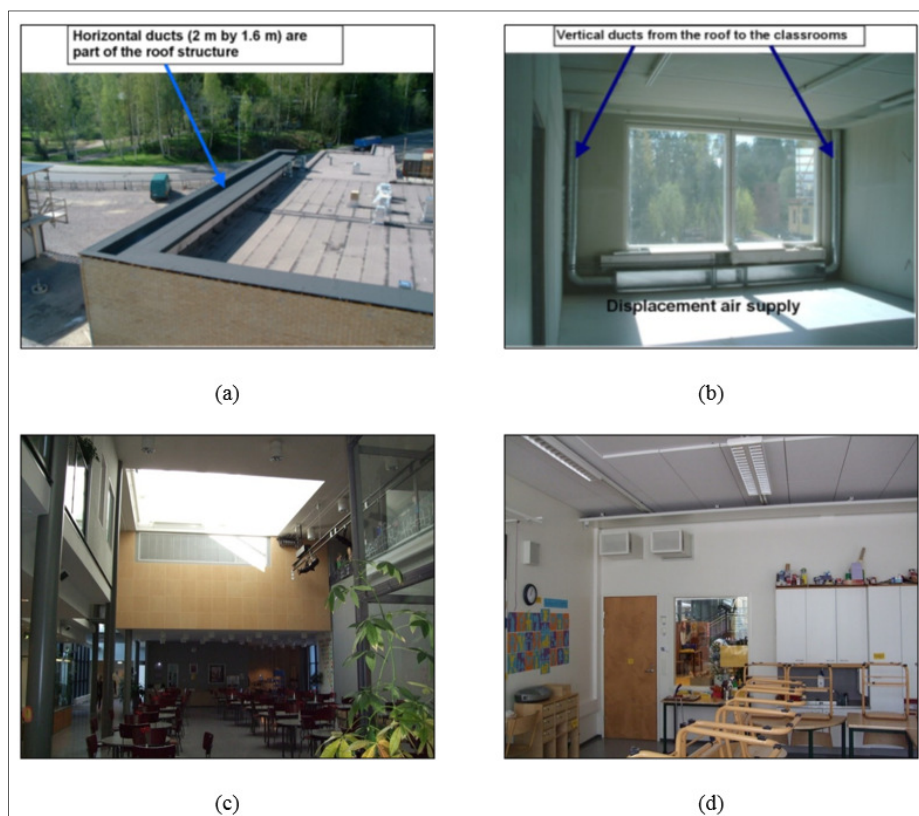 Horizontal ducts (2 m by 1.6 m) are
part of the roof structure
Vertical ducts from the roof to the classrooms
Displacement air supply
(a)
(b)
(c)
(d)